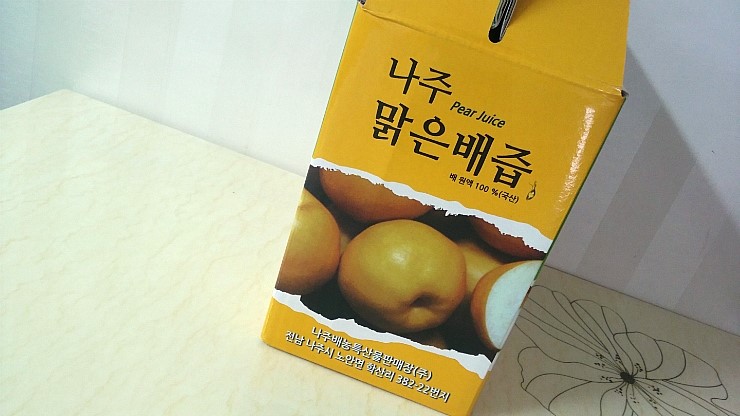 나주
Pear Juice
맑은배즙
배 원액 100 %(국산)
나주배농특산물판매장(주)
전남 나주시 노안면 학산리 382-22번지